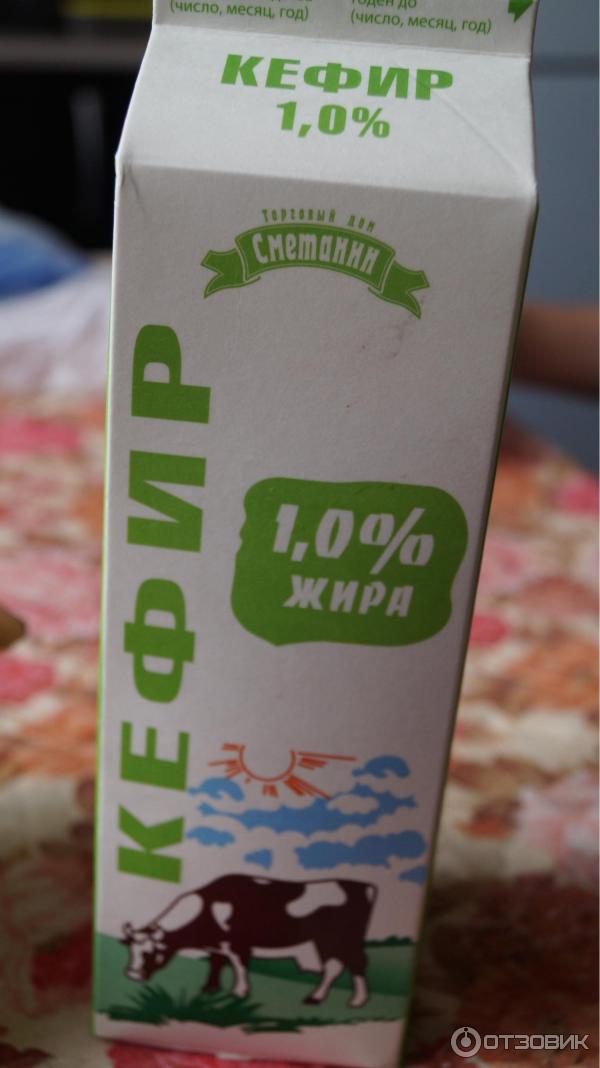 (число, месяц, год)
годен до
(число, месяц, год)
КЕФИР
1,0%
Торговый дом
Сметанин
КЕФИР
1,0%
ЖИРА
ОТЗОВИК